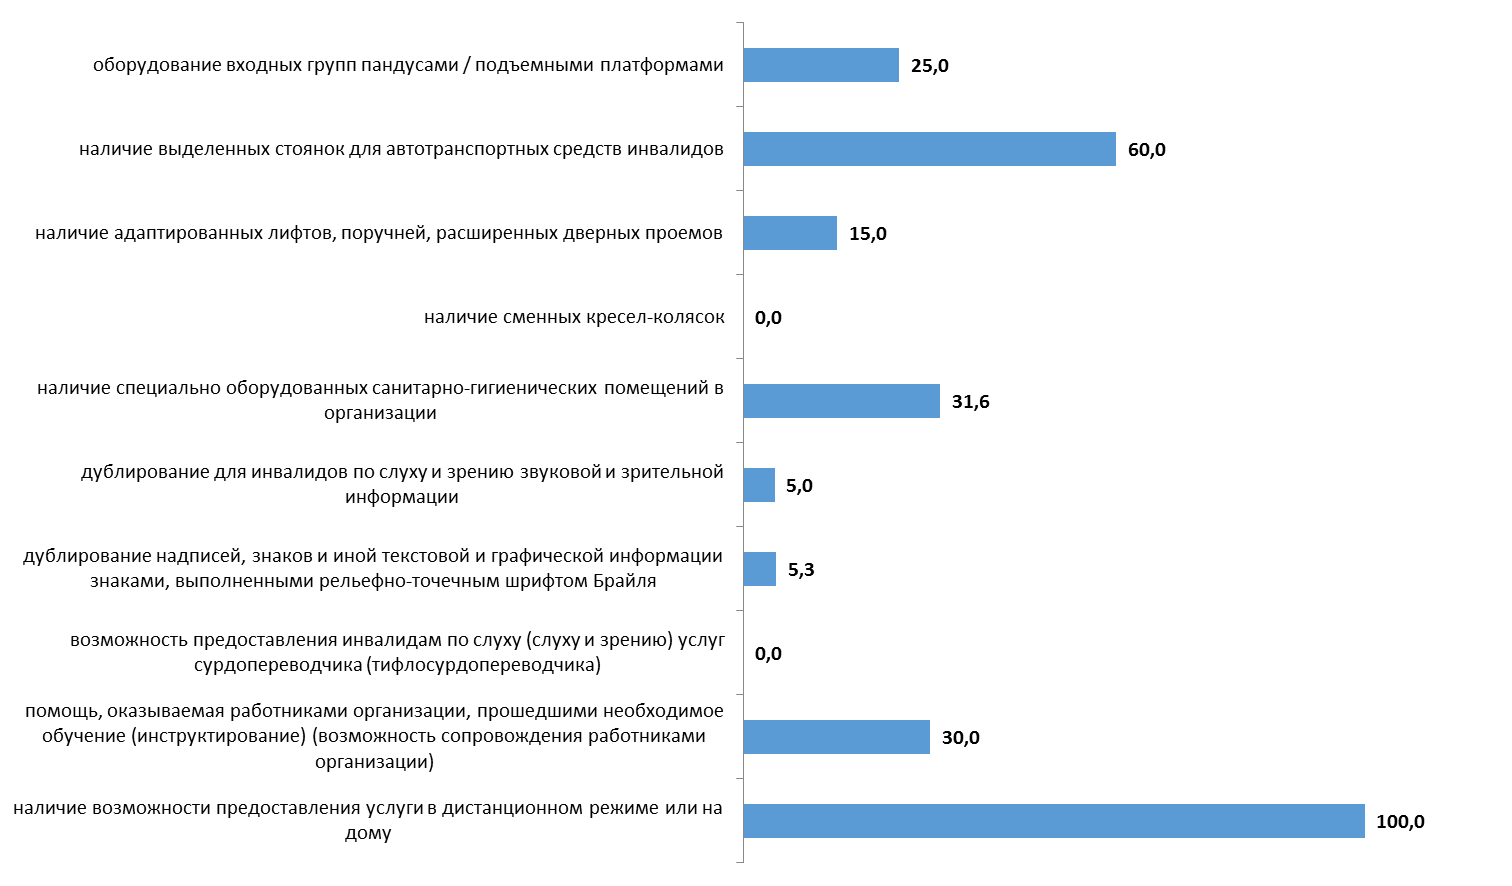 оборудование входных групп пандусами / подъемными платформами
25,0
наличие выделенных стоянок для автотранспортных средств инвалидов
60,0
наличие адаптированных лифтов, поручней, расширенных дверных проемов
15,0
наличие сменных кресел-колясок
0,0
наличие специально оборудованных санитарно-гигиенических помещений в
организации
31,6
дублирование для инвалидов по слуху и зрению звуковой и зрительной
информации
5,0
дублирование надписей, знаков и иной текстовой и графической информации
знаками, выполненными рельефно-точечным шрифтом Брайля
5,3
возможность предоставления инвалидам по слуху (слуху и зрению) услуг
сурдопереводчика (тифлосурдопереводчика)
0,0
помощь, оказываемая работниками организации, прошедшими необходимое
обучение (инструктирование) (возможность сопровождения работниками
организации)
30,0
наличие возможности предоставления услуги в дистанционном режиме или на
дому
100,0